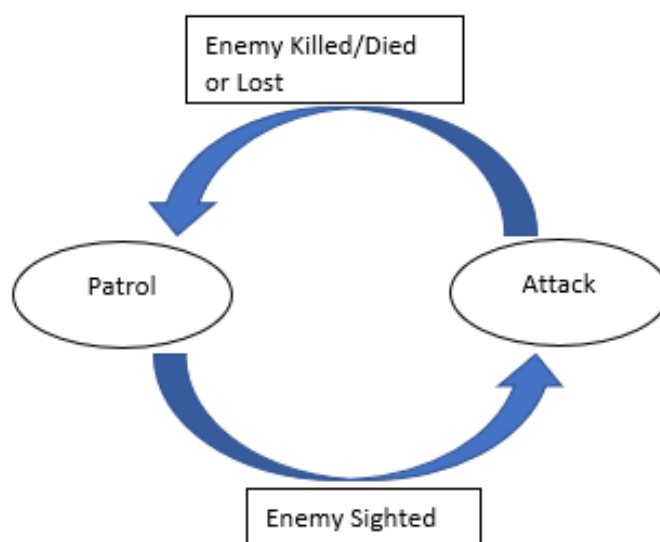 Enemy Killed/Died
or Lost
Patrol
Attack
Enemy Sighted